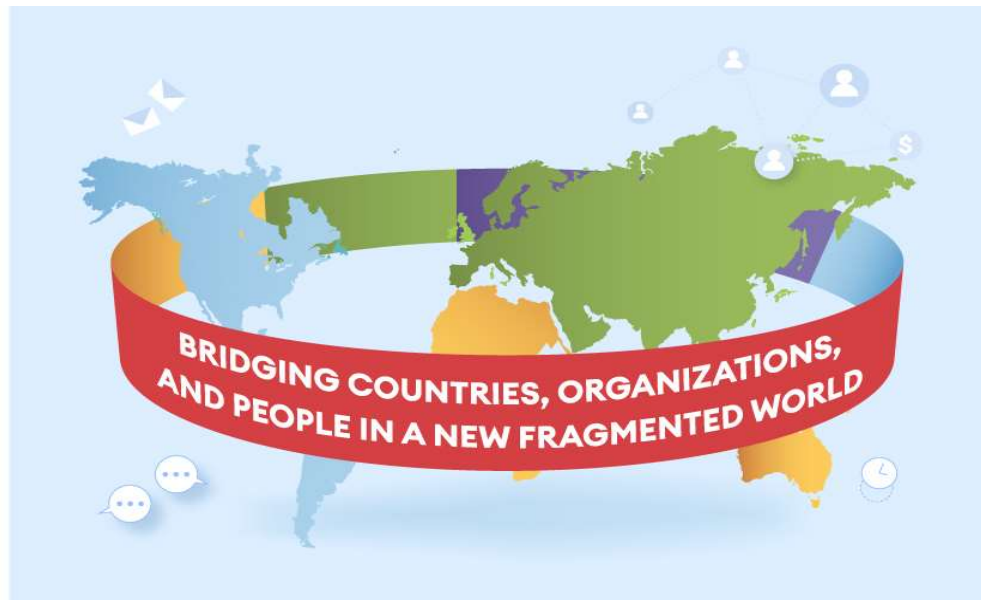 BRIDGING COUNTRIES, ORGANIZATIONS,
AND PEOPLE IN A NEW FRAGMENTED WORLD
$